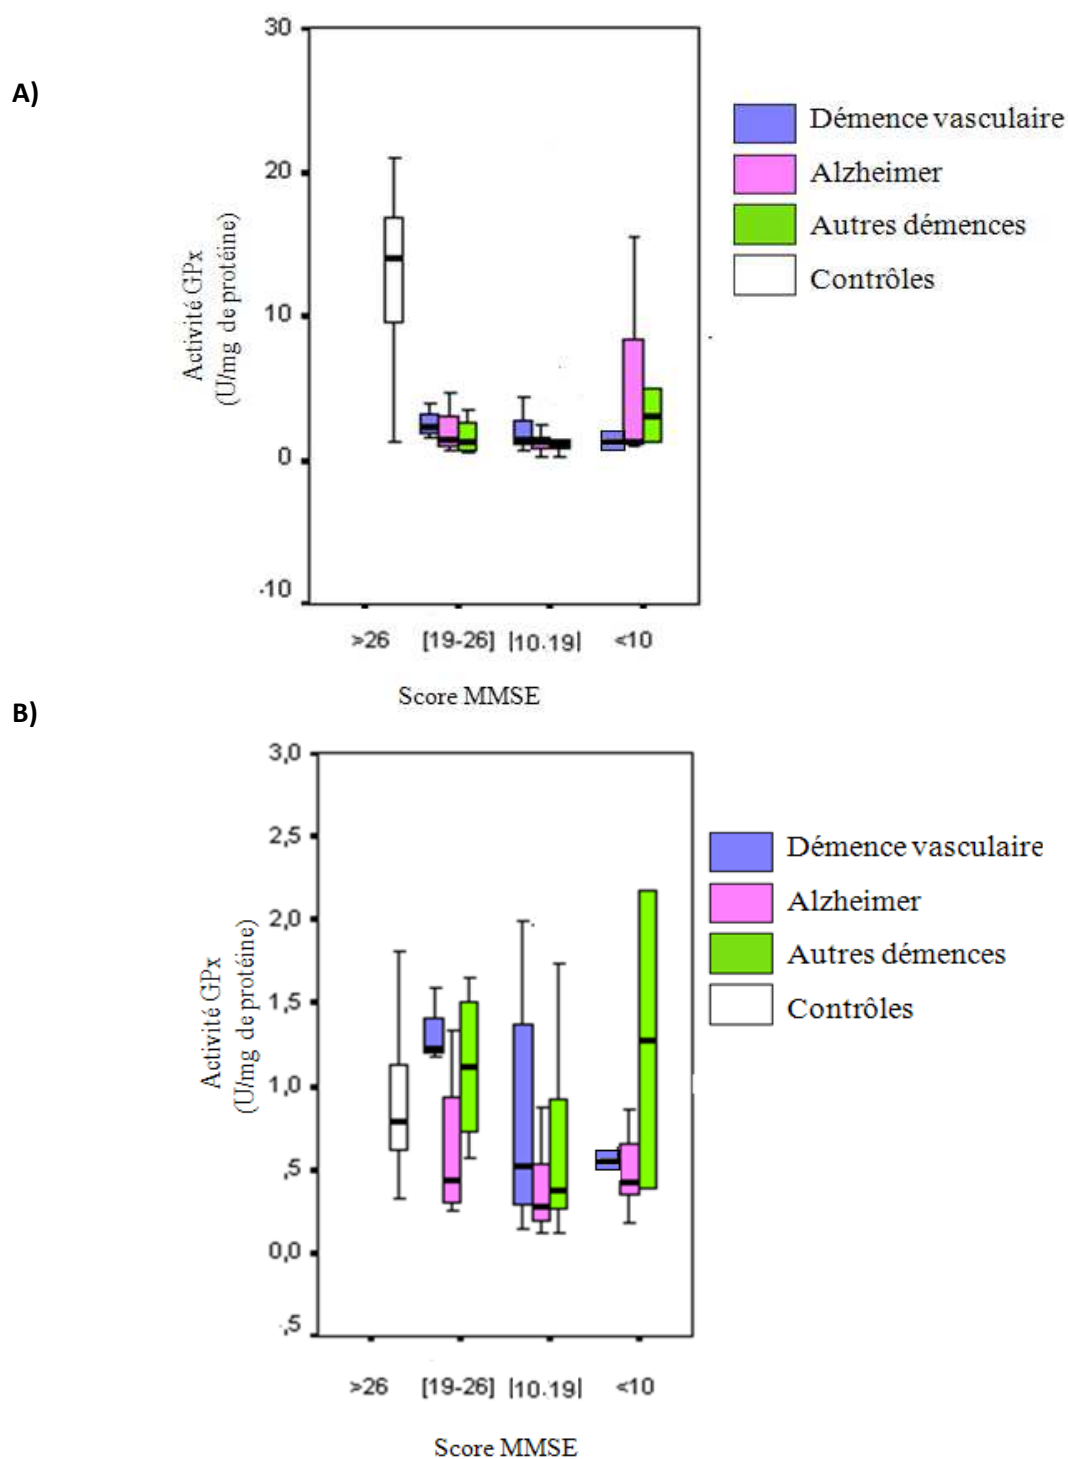 A)
30
20
10
0
-10
Activité GPx
(U/mg de protéine)
>26 [19-26] |10.19| <10
Score MMSE
Démence vasculaire
Alzheimer
Autres démences
Contrôles
B)
3,0
2,5
2,0
1,5
1,0
,5
0,0
-,5
Activité GPx
(U/mg de protéine)
>26 [19-26] |10.19| <10
Score MMSE
Démence vasculaire
Alzheimer
Autres démences
Contrôles